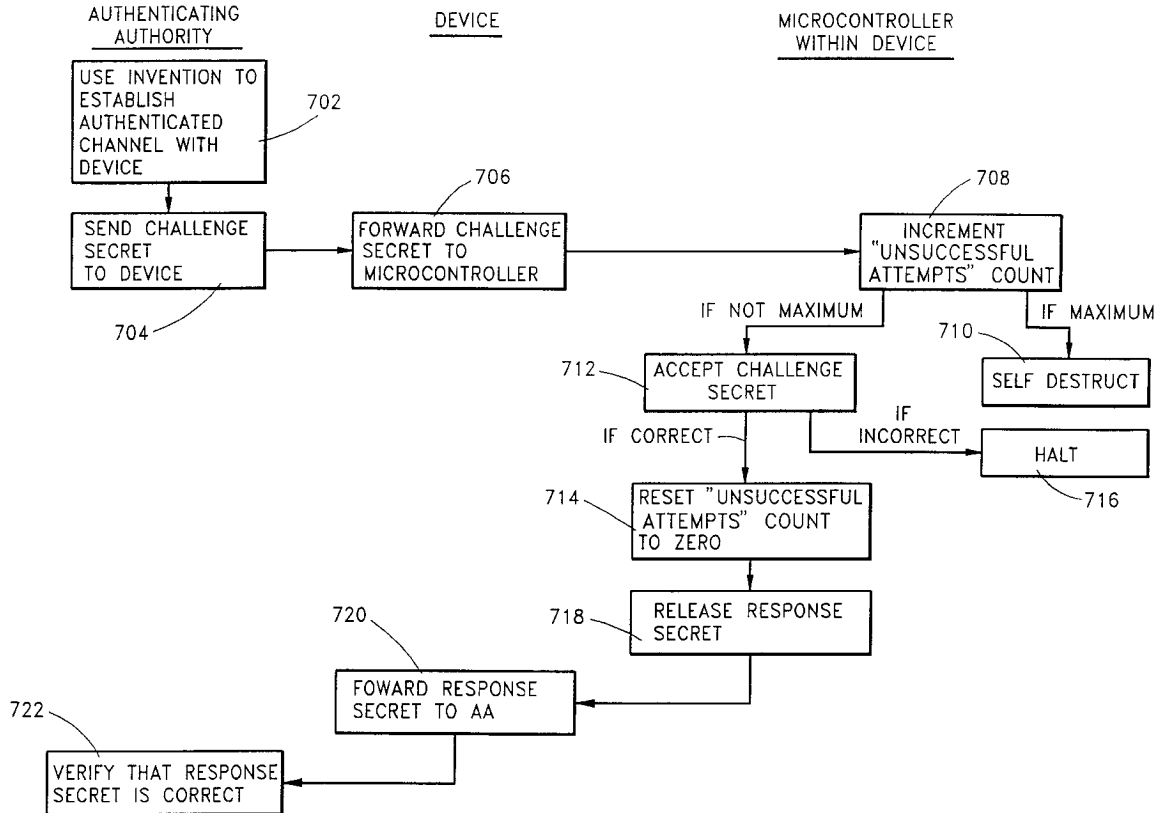 AUTHENTICATING
AUTHORITY
DEVICE
MICROCONTROLLER
WITHIN DEVICE
USE INVENTION TO
ESTABLISH
AUTHENTICATED
CHANNEL WITH
DEVICE
702
SEND CHALLENGE
SECRET
TO DEVICE
704
706
FORWARD CHALLENGE
SECRET TO
MICROCONTROLLER
708
INCREMENT
"UNSUCCESSFUL
ATTEMPTS" COUNT
IF NOT MAXIMUM
IF MAXIMUM
712
ACCEPT CHALLENGE
SECRET
710
SELF DESTRUCT
IF CORRECT
IF
INCORRECT
HALT
716
714
RESET "UNSUCCESSFUL
ATTEMPTS" COUNT
TO ZERO
718
RELEASE RESPONSE
SECRET
720
FOWARD RESPONSE
SECRET TO AA
722
VERIFY THAT RESPONSE
SECRET IS CORRECT